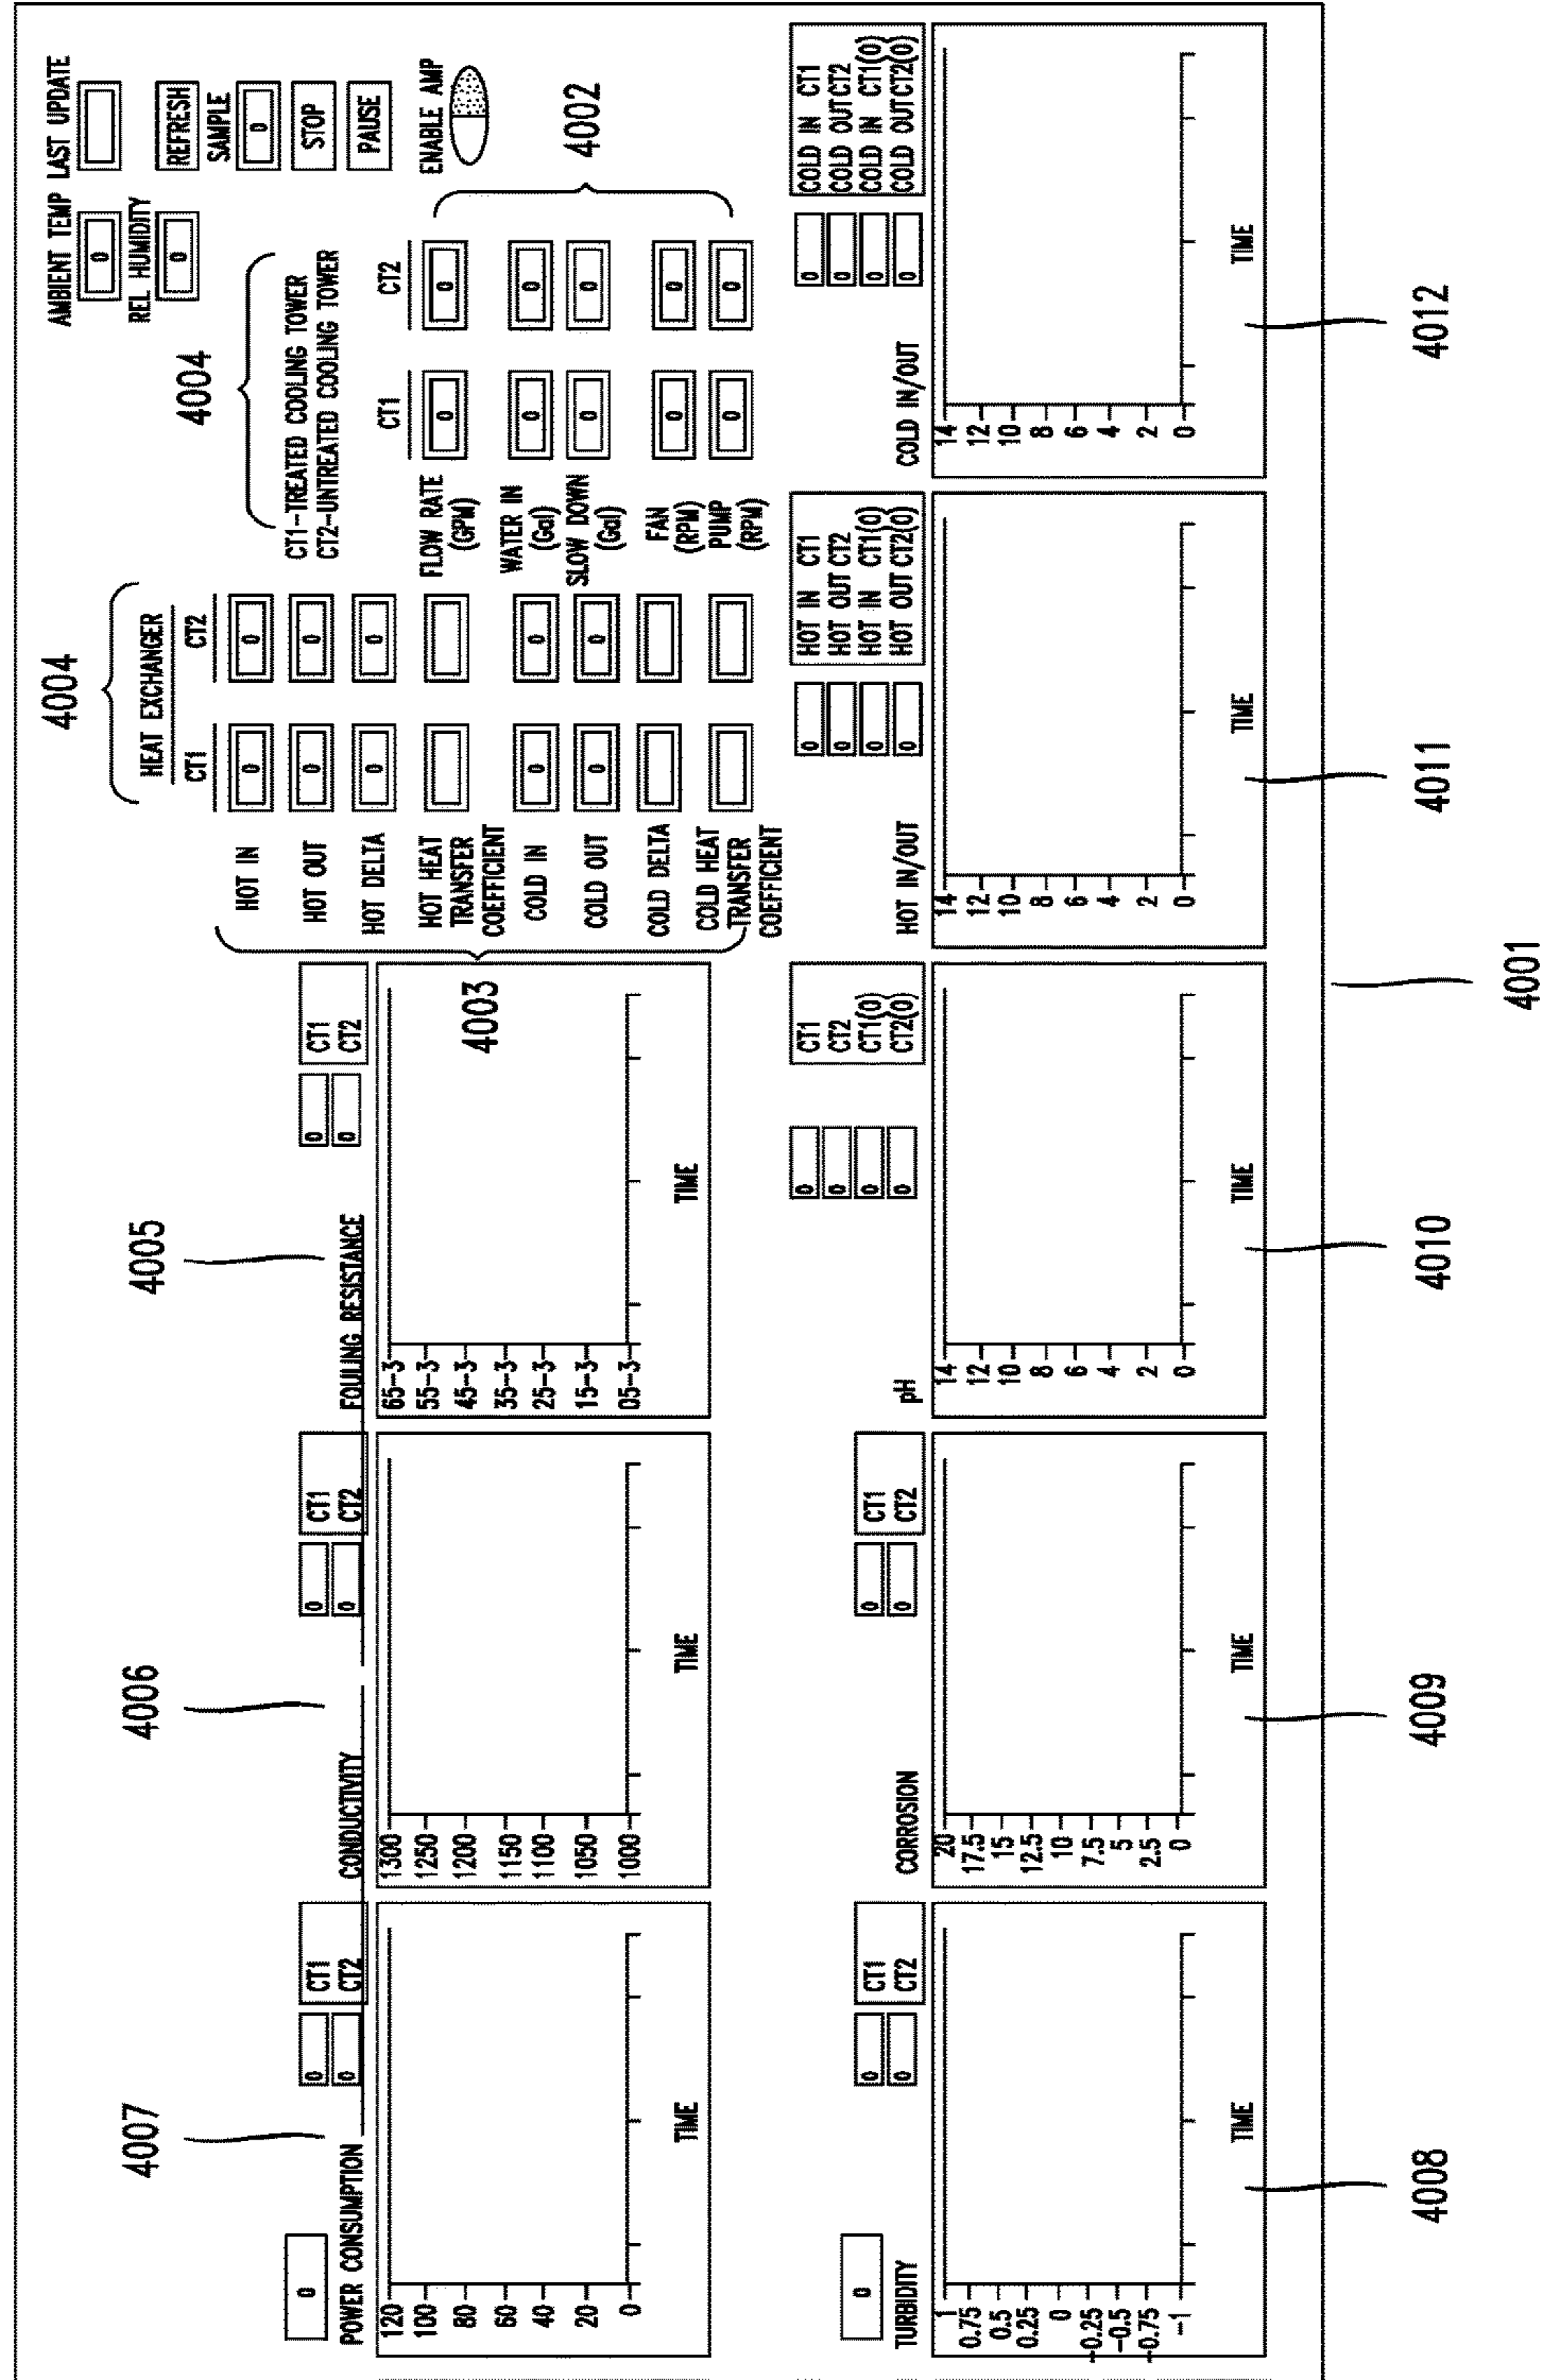 4004
AMBIENT TEMP
LAST UPDATE
0
REL HUMIDITY
0
REFRESH
SAMPLE
0
STOP
PAUSE
ENABLE AMP
4004
CT1-TREATED COOLING TOWER
CT2-UNTREATED COOLING TOWER
HEAT EXCHANGER
CT1 CT2
HOT IN 0 0
HOT OUT 0 0
HOT DELTA 0 0
HOT HEAT
TRANSFER
COEFFICIENT
COLD IN 0 0
COLD OUT 0 0
COLD DELTA
COLD HEAT
TRANSFER
COEFFICIENT
4003
CT1 CT2
FLOW RATE
(GPM) 0 0
WATER IN
(Gal) 0 0
SLOW DOWN
(Gal) 0 0
FAN
(RPM) 0 0
PUMP
(RPM) 0 0
4002
4007
0
POWER CONSUMPTION
0 CT1
0 CT2
120
100
80
60
40
20
0
TIME
4006
CONDUCTIVITY
0 CT1
0 CT2
1300
1250
1200
1150
1100
1050
1000
TIME
4005
FOULING RESISTANCE
0 CT1
0 CT2
65-3
55-3
45-3
35-3
25-3
15-3
05-3
TIME
0
TURBIDITY
0 CT1
0 CT2
1
0.75
0.5
0.25
0
-0.25
-0.5
-0.75
-1
TIME
4008
CORROSION
0 CT1
0 CT2
20
17.5
15
12.5
10
7.5
5
2.5
0
TIME
4009
pH
0 CT1
0 CT2
0 CT1(0)
0 CT2(0)
14
12
10
8
6
4
2
0
TIME
4010
HOT IN/OUT
0 HOT IN CT1
0 HOT OUT CT2
0 HOT IN CT1(0)
0 HOT OUT CT2(0)
14
12
10
8
6
4
2
0
TIME
4011
COLD IN/OUT
0 COLD IN CT1
0 COLD OUT CT2
0 COLD IN CT1(0)
0 COLD OUT CT2(0)
14
12
10
8
6
4
2
0
TIME
4012
4001